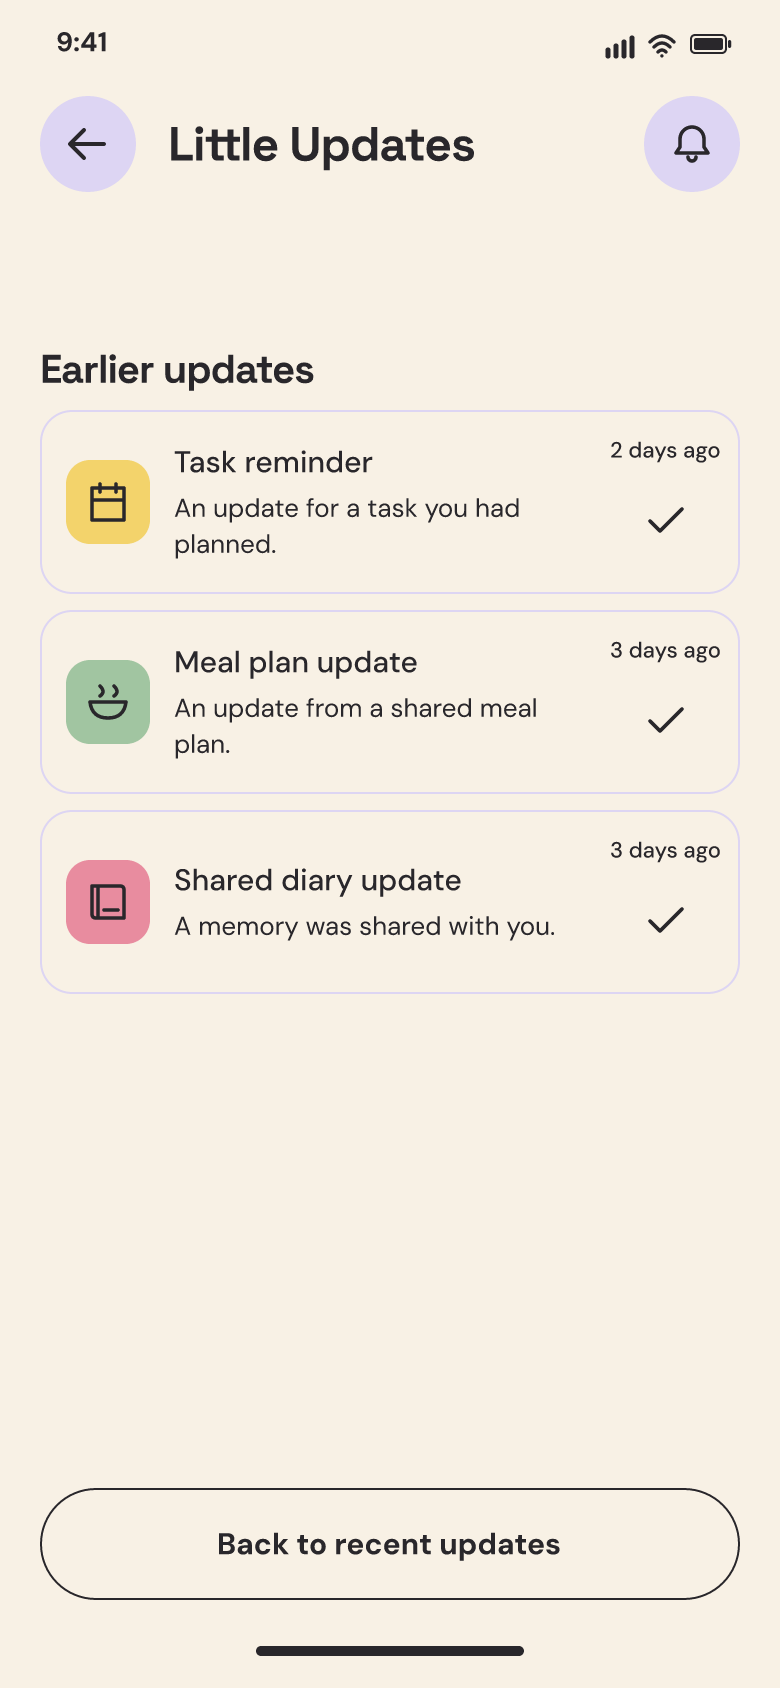 9:41
Little Updates
Earlier updates
Task reminder
2 days ago
An update for a task you had
planned.
Meal plan update
3 days ago
An update from a shared meal
plan.
Shared diary update
3 days ago
A memory was shared with you.
Back to recent updates